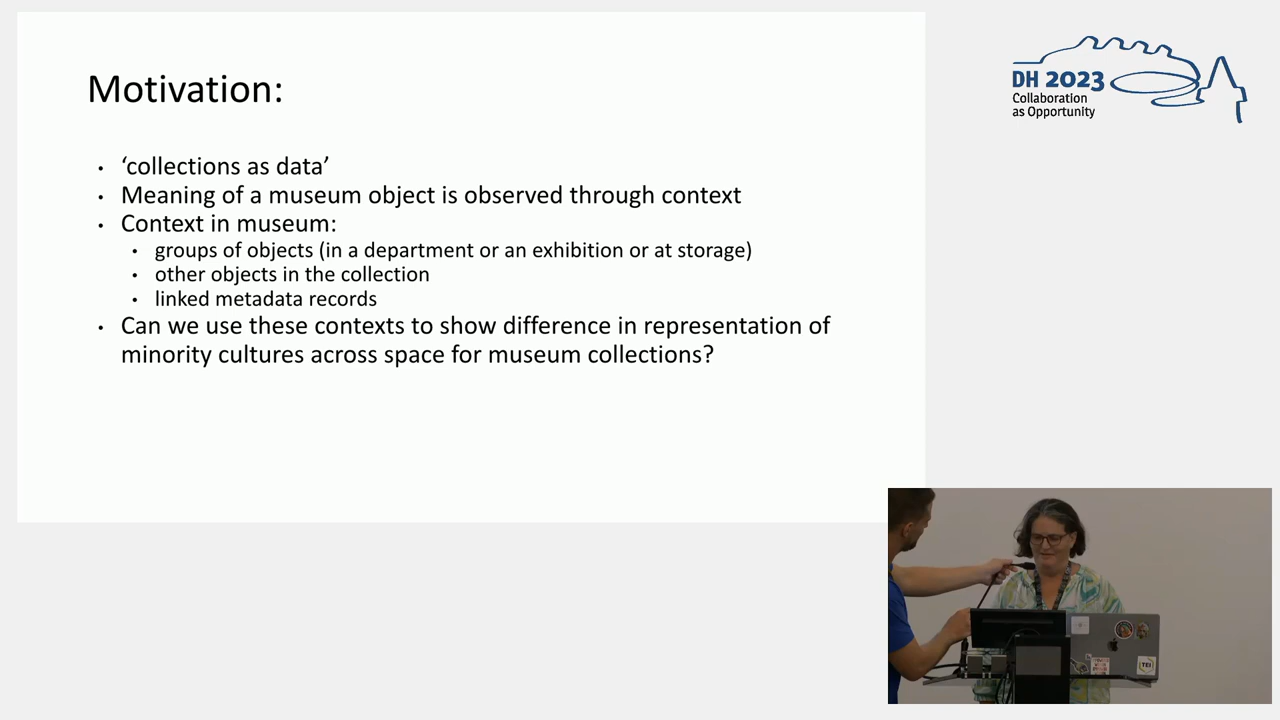 Motivation:
‘collections as data’
Meaning of a museum object is observed through context
Context in museum:
groups of objects (in a department or an exhibition or at storage)
other objects in the collection
linked metadata records
Can we use these contexts to show difference in representation of
minority cultures across space for museum collections?
DH 2023
Collaboration
as Opportunity
TEI